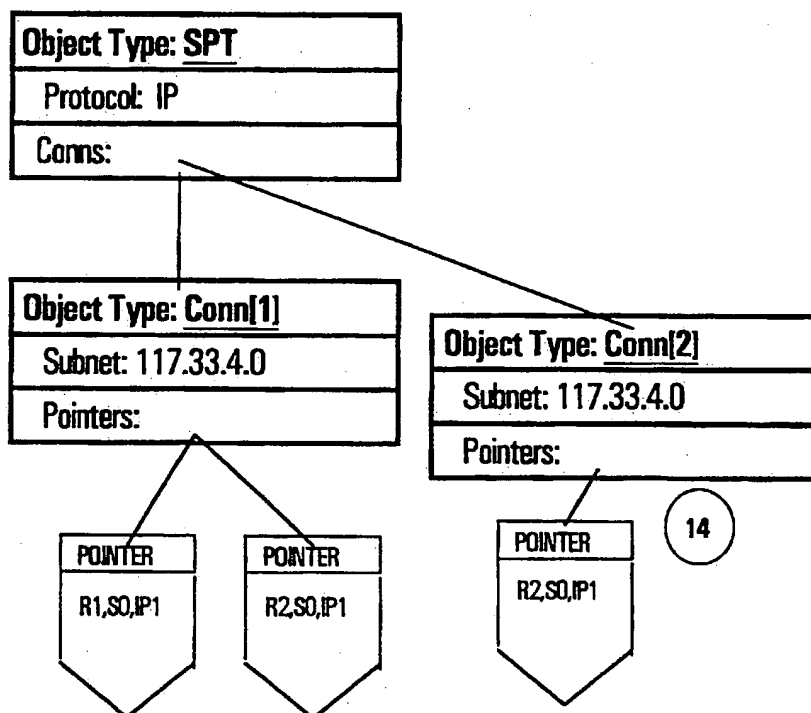 Object Type: SPT
Protocol: IP
Conns:
Object Type: Conn[1]
Subnet: 117.33.4.0
Pointers:
Object Type: Conn[2]
Subnet: 117.33.4.0
Pointers:
POINTER
R1,S0,IP1
POINTER
R2,S0,IP1
POINTER
R2,S0,IP1
14